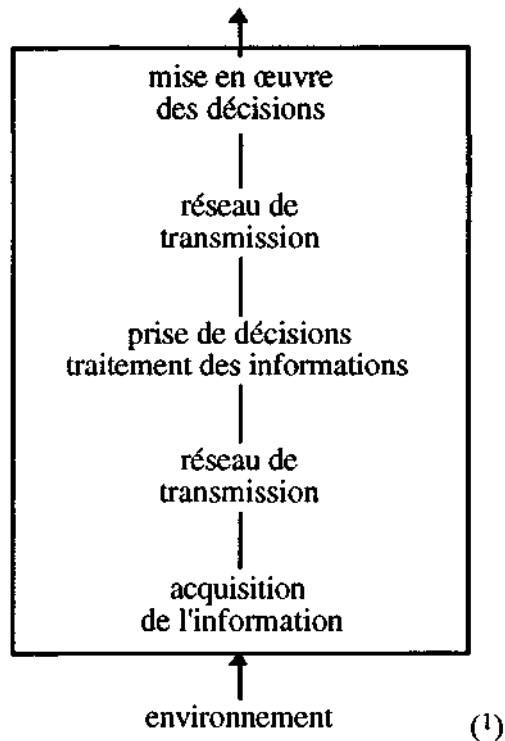 mise en œuvre
des décisions
réseau de
transmission
prise de décisions
traitement des informations
réseau de
transmission
acquisition
de l'information
environnement (1)